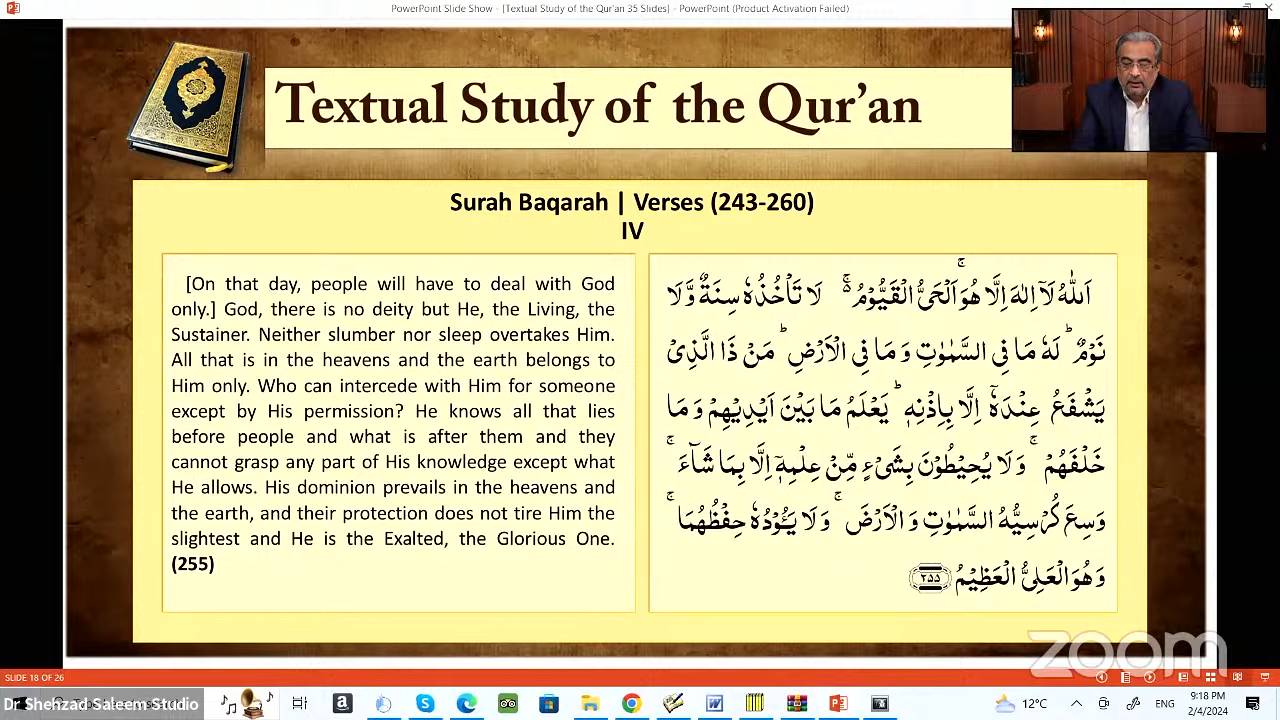 PowerPoint Slide Show - [Textual Study of the Qur'an 35 Slides] - PowerPoint (Product Activation Failed)
Textual Study of the Qur'an
Surah Baqarah | Verses (243-260)
IV
[On that day, people will have to deal with God
only.] God, there is no deity but He, the Living, the
Sustainer. Neither slumber nor sleep overtakes Him.
All that is in the heavens and the earth belongs to
Him only. Who can intercede with Him for someone
except by His permission? He knows all that lies
before people and what is after them and they
cannot grasp any part of His knowledge except what
He allows. His dominion prevails in the heavens and
the earth, and their protection does not tire Him the
slightest and He is the Exalted, the Glorious One.
(255)
اَللّٰهُ لَاۤ اِلٰهَ اِلَّا هُوَۚ اَلۡحَىُّ الۡقَيُّوۡمُۚ لَا تَاۡخُذُهٗ سِنَةٌ وَّلَا
نَوۡمٌؕ لَهٗ مَا فِى السَّمٰوٰتِ وَمَا فِى الۡاَرۡضِؕ مَنۡ ذَا الَّذِىۡ
يَشۡفَعُ عِنۡدَهٗۤ اِلَّا بِاِذۡنِهٖؕ يَعۡلَمُ مَا بَيۡنَ اَيۡدِيۡهِمۡ وَمَا
خَلۡفَهُمۡۚ وَلَا يُحِيۡطُوۡنَ بِشَىۡءٍ مِّنۡ عِلۡمِهٖۤ اِلَّا بِمَا شَآءَۚ
وَسِعَ كُرۡسِيُّهُ السَّمٰوٰتِ وَالۡاَرۡضَۚ وَلَا يَـُٔوۡدُهٗ حِفۡظُهُمَاۚ
وَهُوَ الۡعَلِىُّ الۡعَظِيۡمُ ٢٥٥
zoom
SLIDE 18 OF 26
Dr Shehzad Saleem Studio
12°C
ENG
9:18 PM
2/4/2024